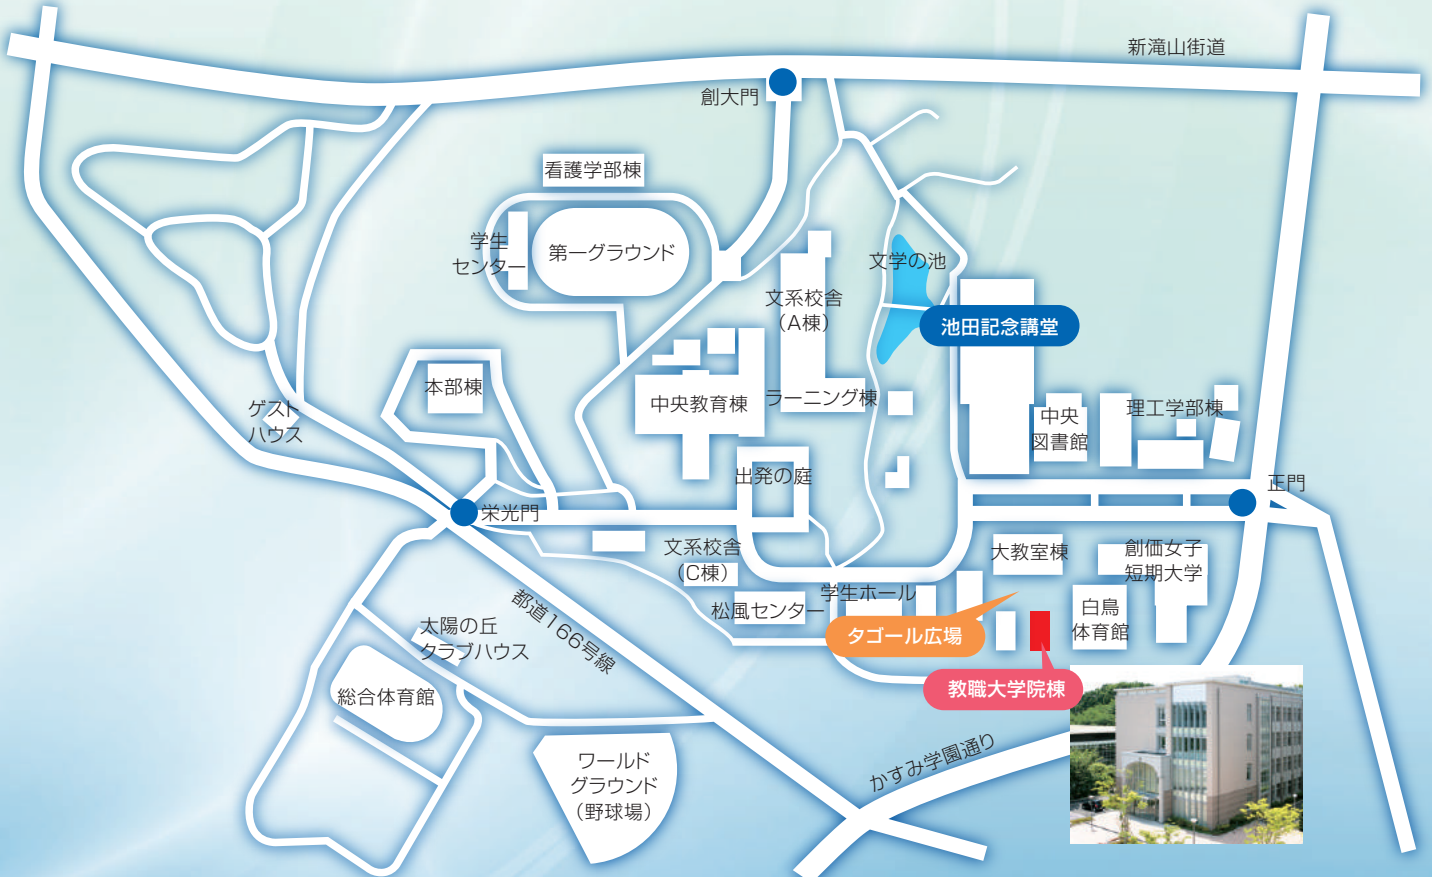 新滝山街道
創大門
看護学部棟
学生
センター
第一グラウンド
文系校舎
（A棟）
文学の池
池田記念講堂
本部棟
中央教育棟
ラーニング棟
ゲスト
ハウス
中央
図書館
理工学部棟
出発の庭
正門
栄光門
文系校舎
（C棟）
大教室棟
創価女子
短期大学
松風センター
学生ホール
白鳥
体育館
タゴール広場
都道166号線
太陽の丘
クラブハウス
総合体育館
教職大学院棟
かすみ学園通り
ワールド
グラウンド
（野球場）